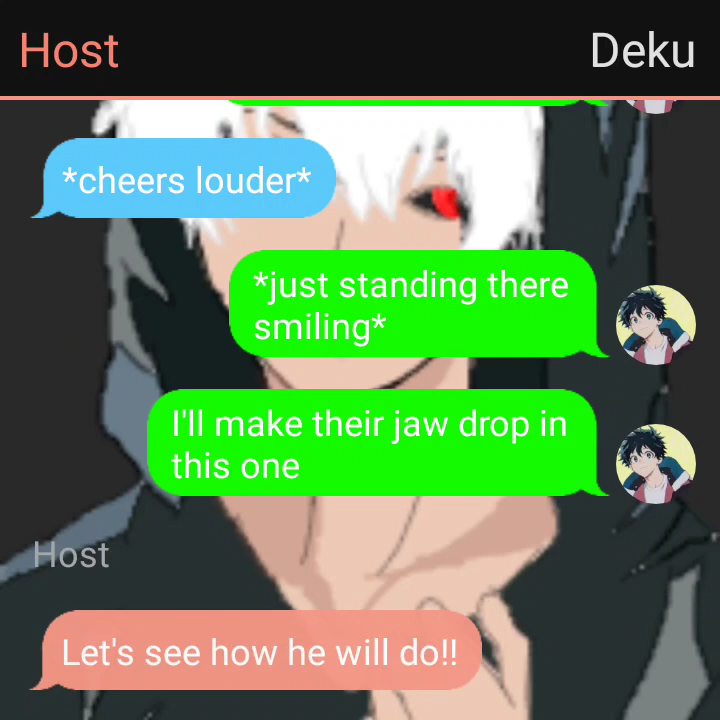 Host
Deku
*cheers louder*
*just standing there
smiling*
I'll make their jaw drop in
this one
Host
Let's see how he will do!!